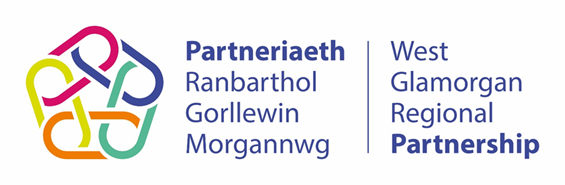 Partneriaeth
Ranbarthol
Gorllewin
Morgannwg
West
Glamorgan
Regional
Partnership